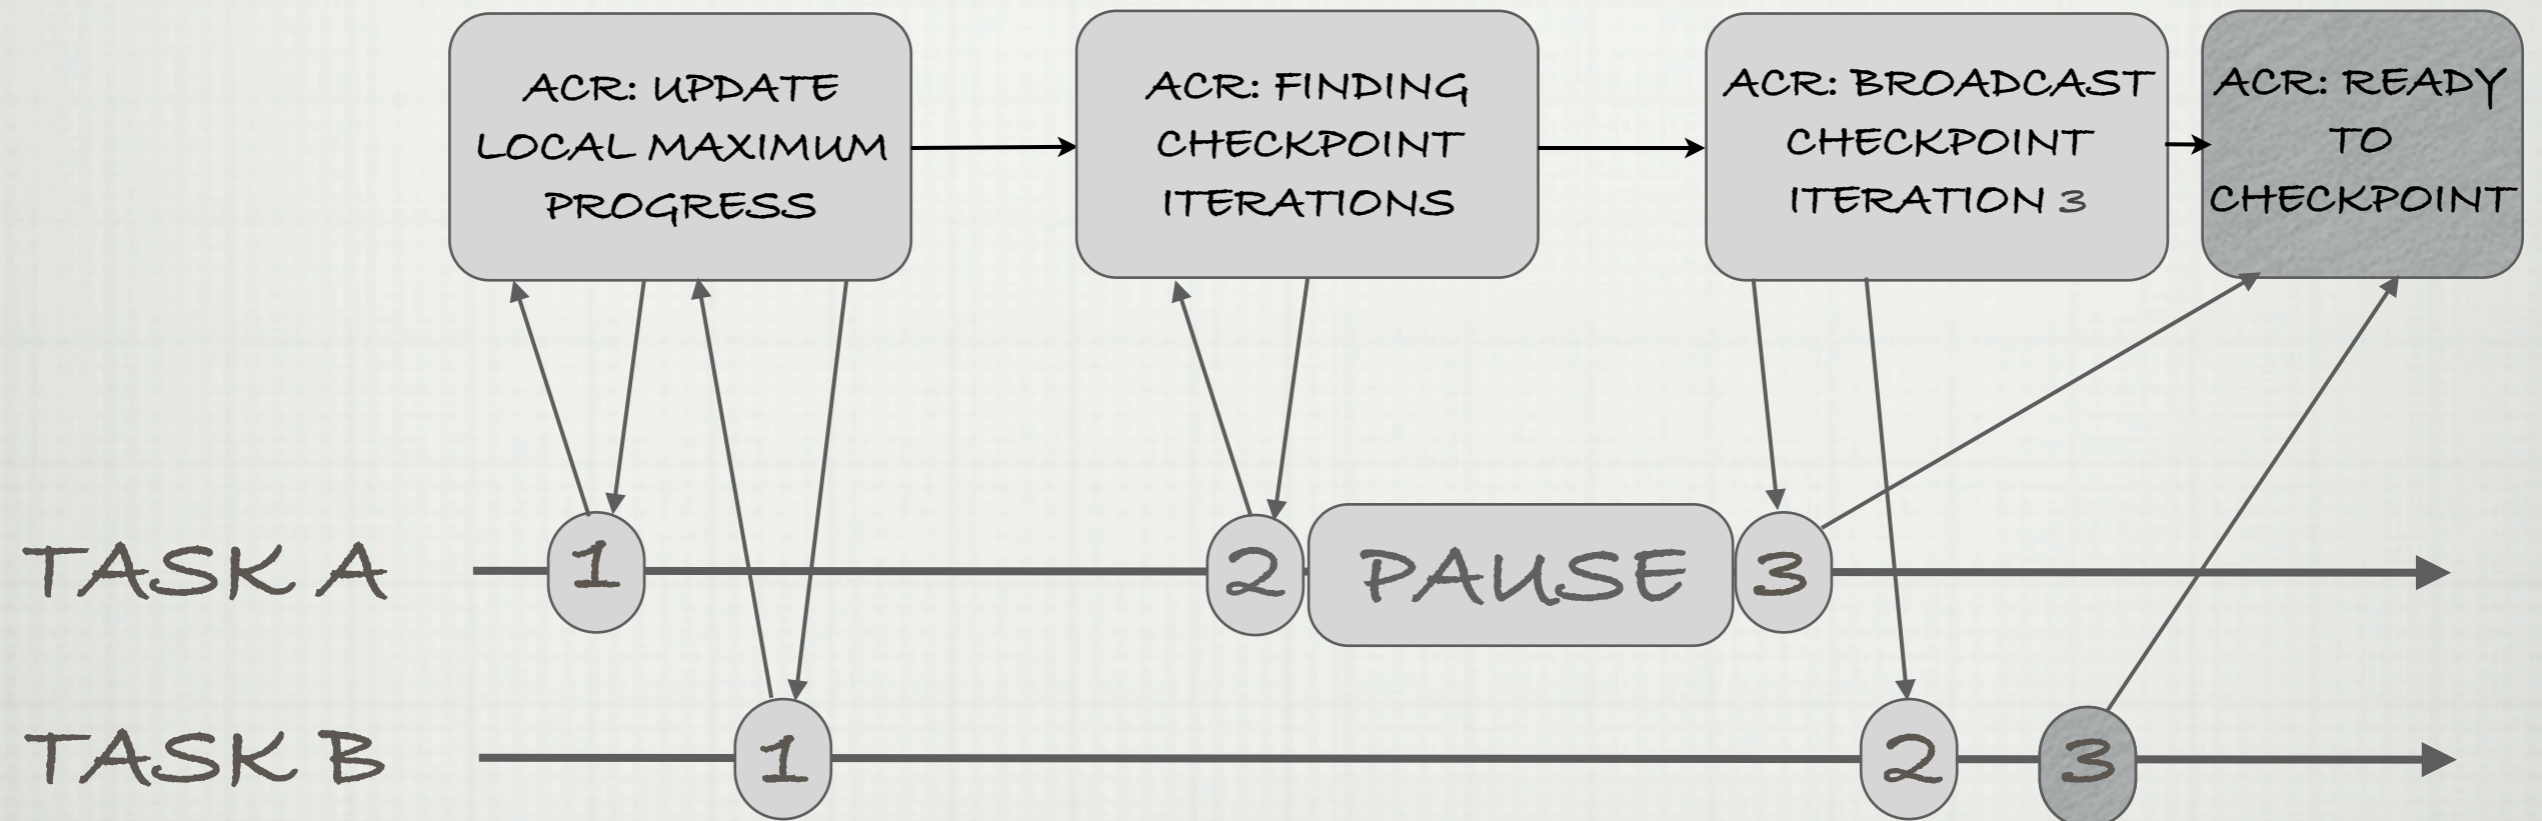 ACR: UPDATE
LOCAL MAXIMUM
PROGRESS
ACR: FINDING
CHECKPOINT
ITERATIONS
ACR: BROADCAST
CHECKPOINT
ITERATION 3
ACR: READY
TO
CHECKPOINT
TASK A
1
2
PAUSE
3
TASK B
1
2
3